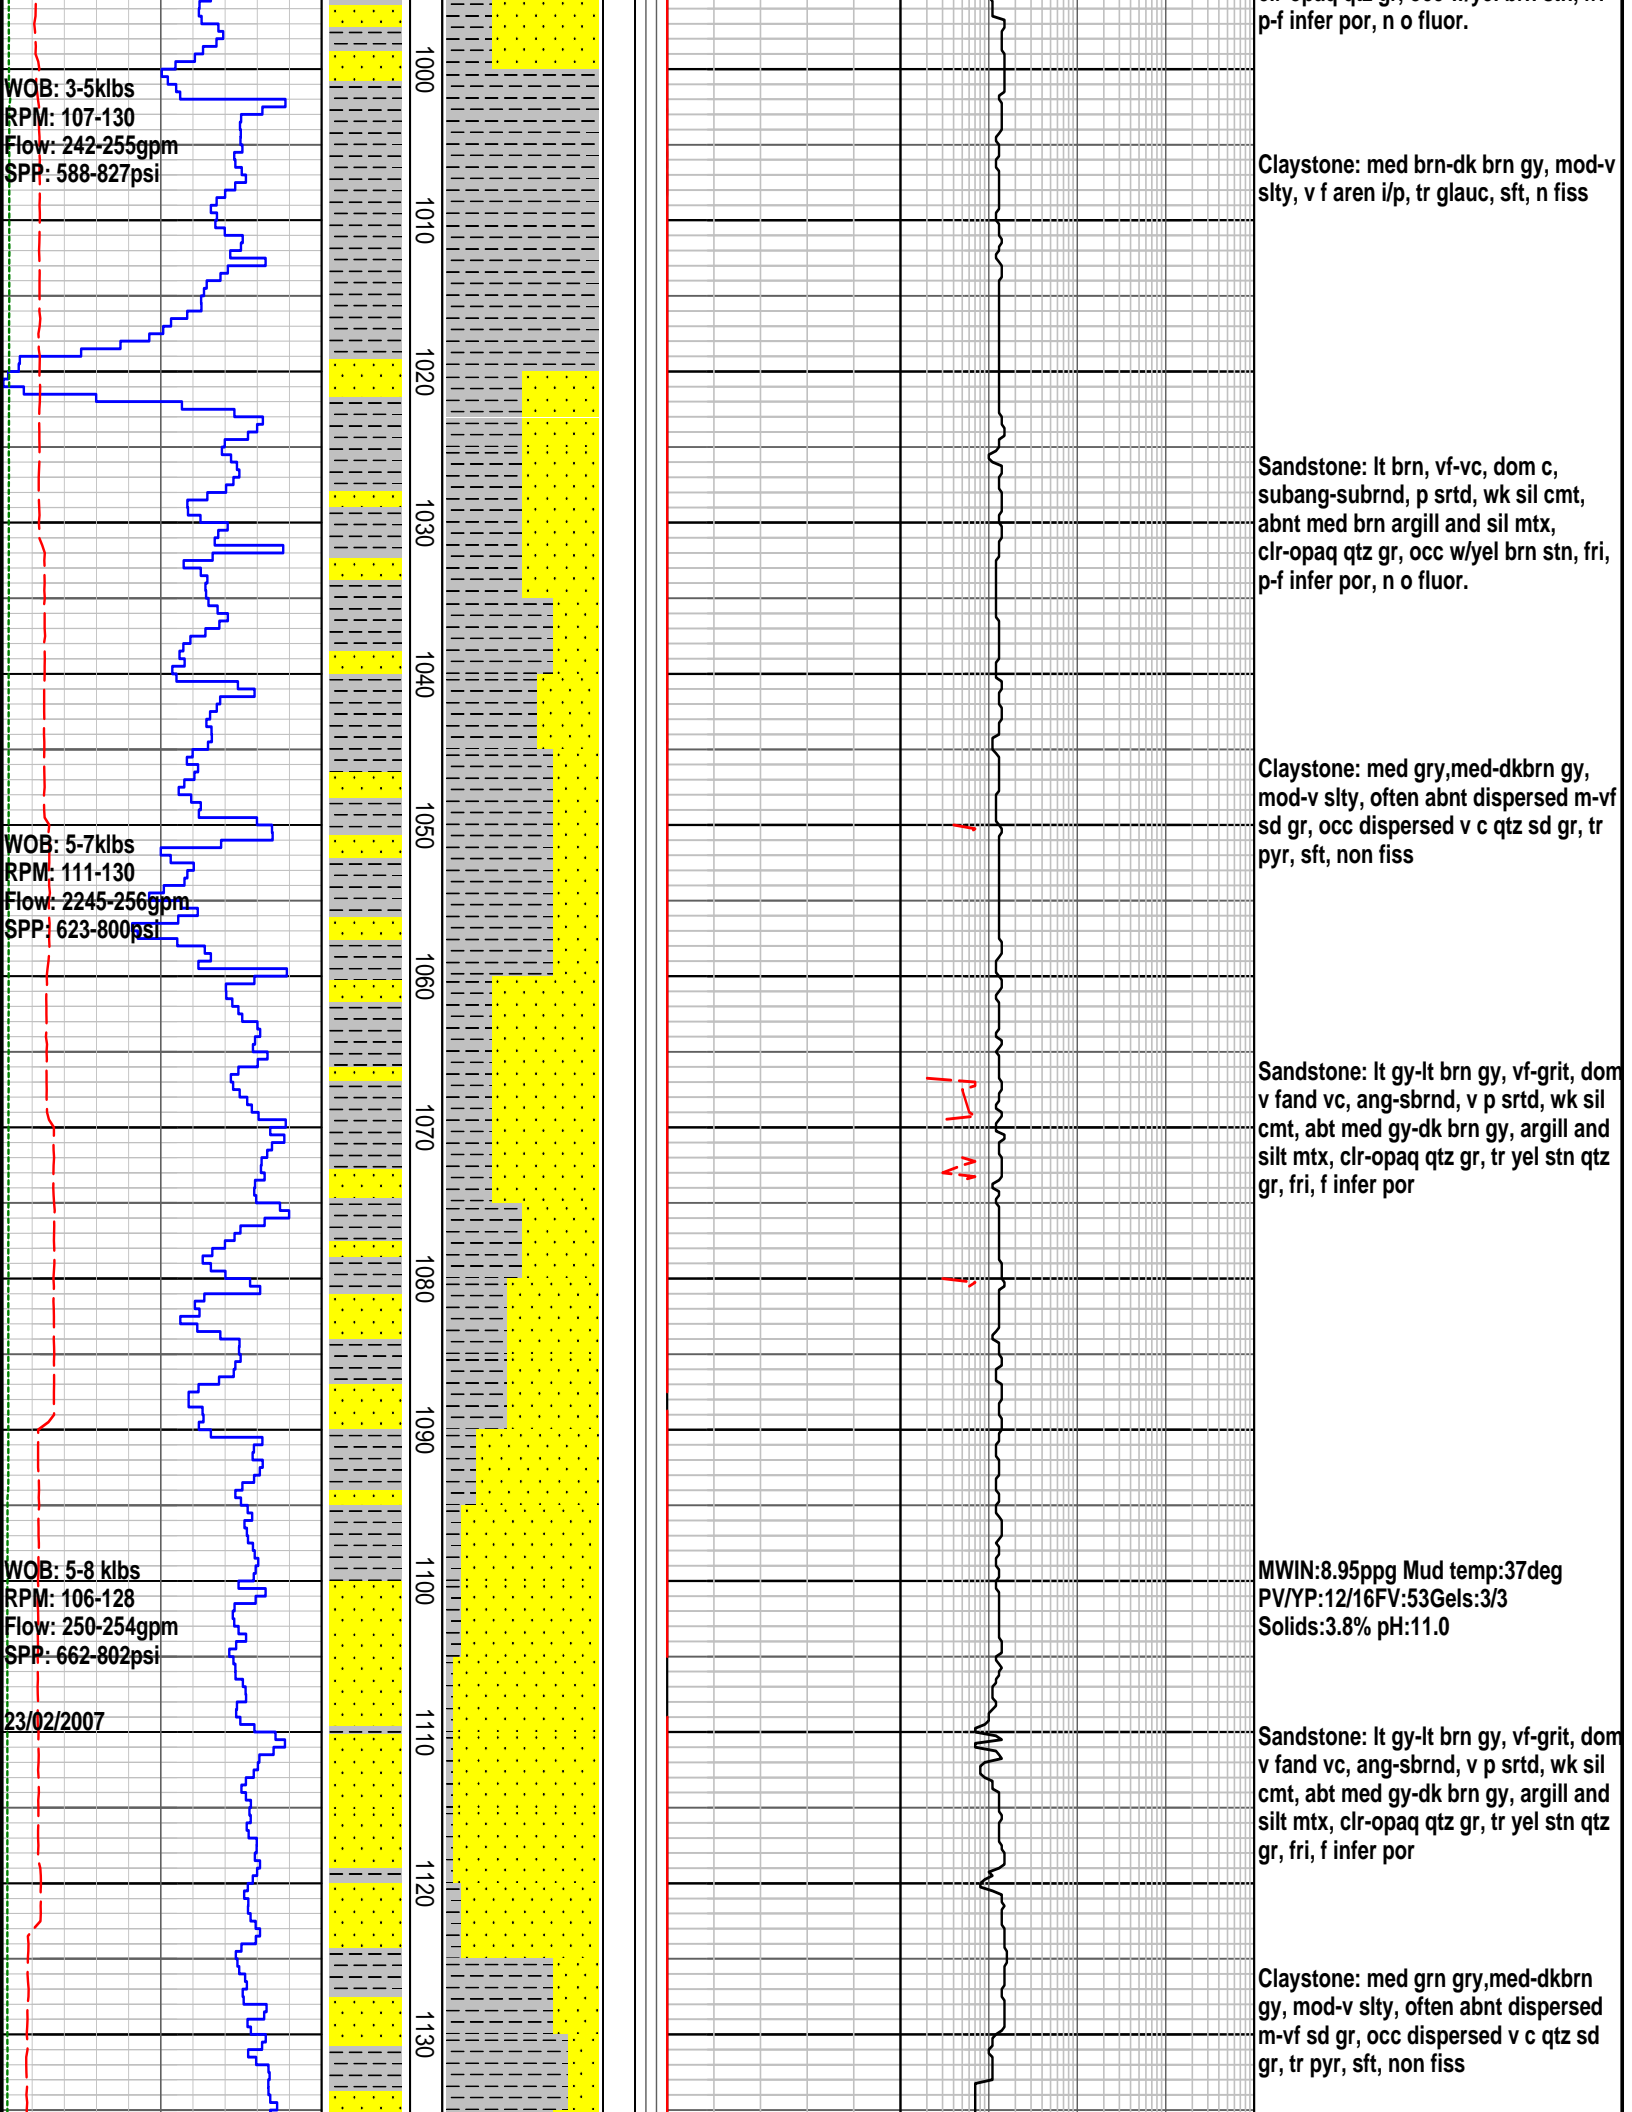 p-f infer por, n o fluor.
WOB: 3-5klbs
RPM: 107-130
Flow: 242-255gpm
SPP: 588-827psi
1000
Claystone: med brn-dk brn gy, mod-v
slty, v f aren i/p, tr glauc, sft, n fiss
1010
1020
Sandstone: lt brn, vf-vc, dom c,
subang-subrnd, p srtd, wk sil cmt,
abnt med brn argill and sil mtx,
clr-opaq qtz gr, occ w/yel brn stn, fri,
p-f infer por, n o fluor.
1030
1040
Claystone: med gry,med-dkbrn gy,
mod-v slty, often abnt dispersed m-vf
sd gr, occ dispersed v c qtz sd gr, tr
pyr, sft, non fiss
1050
WOB: 5-7klbs
RPM: 111-130
Flow: 2245-256gpm
SPP: 623-800psi
1060
Sandstone: lt gy-lt brn gy, vf-grit, dom
v fand vc, ang-sbrnd, v p srtd, wk sil
cmt, abt med gy-dk brn gy, argill and
silt mtx, clr-opaq qtz gr, tr yel stn qtz
gr, fri, f infer por
1070
1080
1090
WOB: 5-8 klbs
RPM: 106-128
Flow: 250-254gpm
SPP: 662-802psi
1100
MWIN:8.95ppg Mud temp:37deg
PV/YP:12/16FV:53Gels:3/3
Solids:3.8% pH:11.0
23/02/2007
1110
Sandstone: lt gy-lt brn gy, vf-grit, dom
v fand vc, ang-sbrnd, v p srtd, wk sil
cmt, abt med gy-dk brn gy, argill and
silt mtx, clr-opaq qtz gr, tr yel stn qtz
gr, fri, f infer por
1120
Claystone: med grn gry,med-dkbrn
gy, mod-v slty, often abnt dispersed
m-vf sd gr, occ dispersed v c qtz sd
gr, tr pyr, sft, non fiss
1130